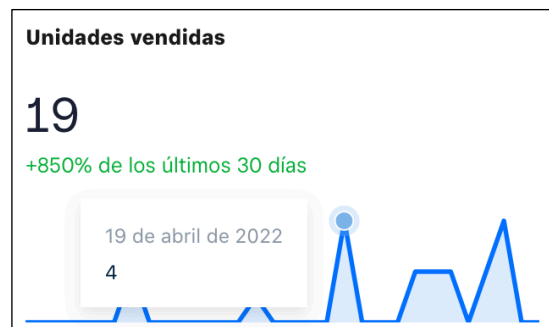 Unidades vendidas
19
+850% de los últimos 30 días
19 de abril de 2022
4